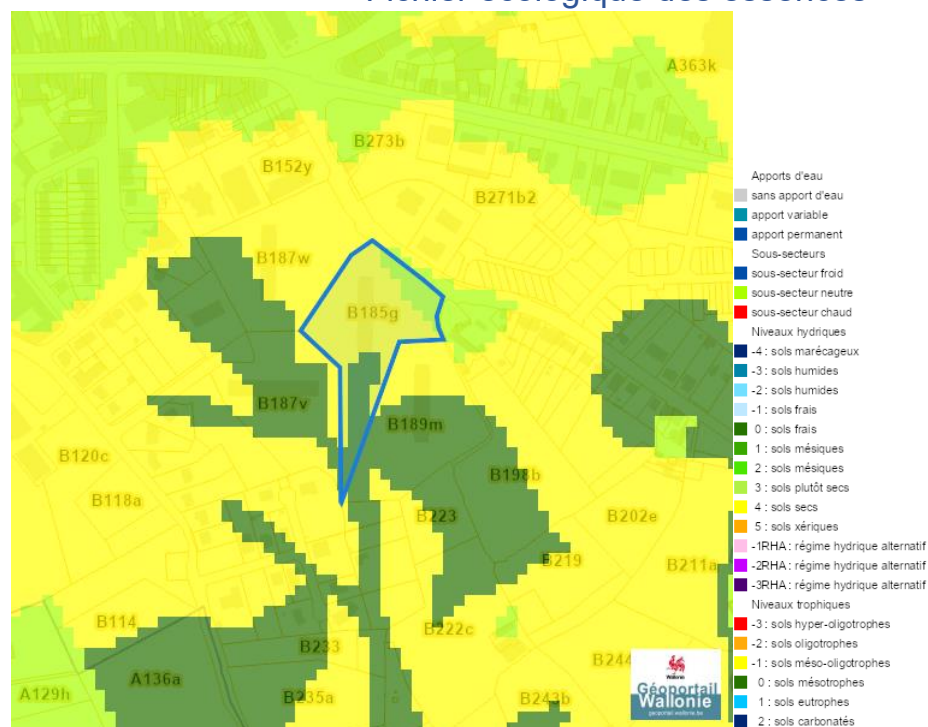 Fichier écologique des essences
A363k
B273b
B152y
B271b2
B187w
B185g
B187v
B189m
B120c
B198b
B118a
B223
B202e
B219
B211a
B114
B222c
B233
B244
A136a
A129h
B235a
B243b
Wallonie
Géoportail
Wallonie
geoportail.wallonie.be
Apports d'eau
sans apport d'eau
apport variable
apport permanent
Sous-secteurs
sous-secteur froid
sous-secteur neutre
sous-secteur chaud
Niveaux hydriques
-4 : sols marécageux
-3 : sols humides
-2 : sols humides
-1 : sols frais
0 : sols frais
1 : sols mésiques
2 : sols mésiques
3 : sols plutôt secs
4 : sols secs
5 : sols xériques
-1RHA : régime hydrique alternatif
-2RHA : régime hydrique alternatif
-3RHA : régime hydrique alternatif
Niveaux trophiques
-3 : sols hyper-oligotrophes
-2 : sols oligotrophes
-1 : sols méso-oligotrophes
0 : sols mésotrophes
1 : sols eutrophes
2 : sols carbonatés